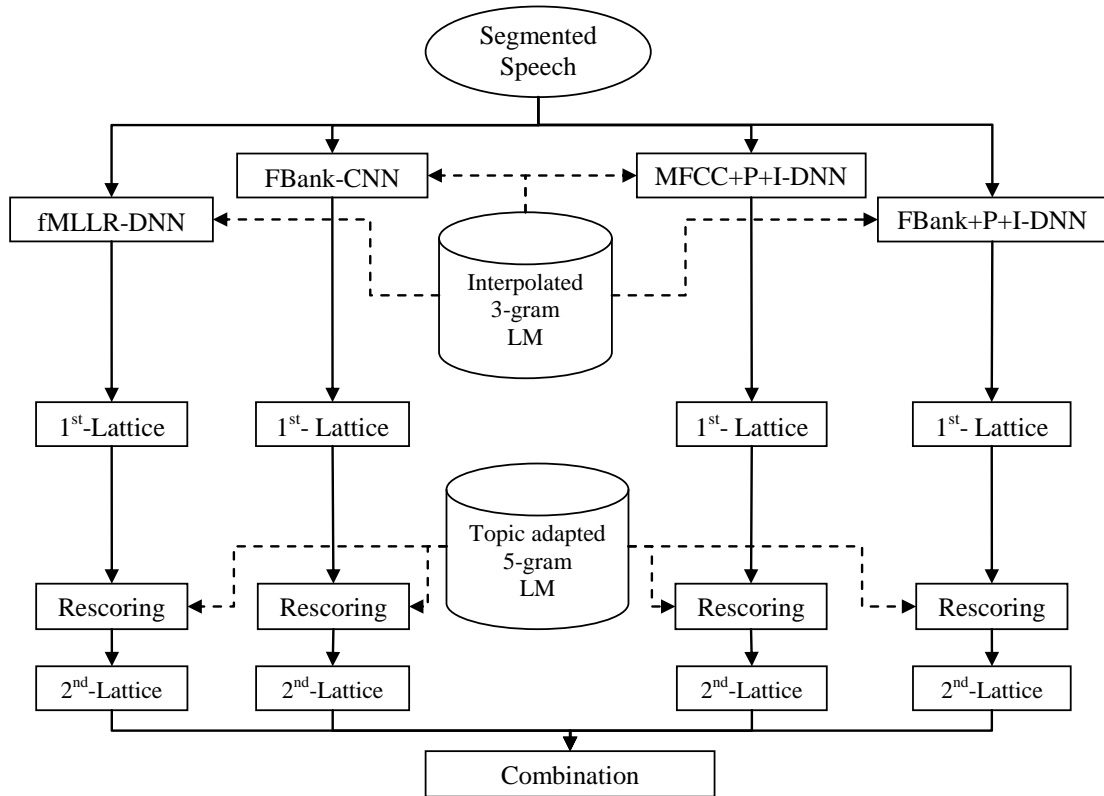 Segmented
Speech
FBank-CNN
MFCC+P+I-DNN
fMLLR-DNN
FBank+P+I-DNN
Interpolated
3-gram
LM
1st-Lattice
1st- Lattice
1st- Lattice
1st- Lattice
Topic adapted
5-gram
LM
Rescoring
Rescoring
Rescoring
Rescoring
2nd-Lattice
2nd-Lattice
2nd-Lattice
2nd-Lattice
Combination